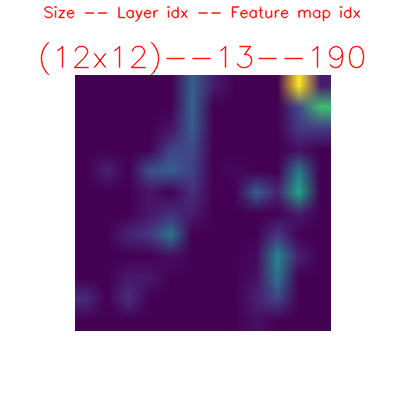 Size -- Layer idx -- Feature map idx
(12x12)--13--190